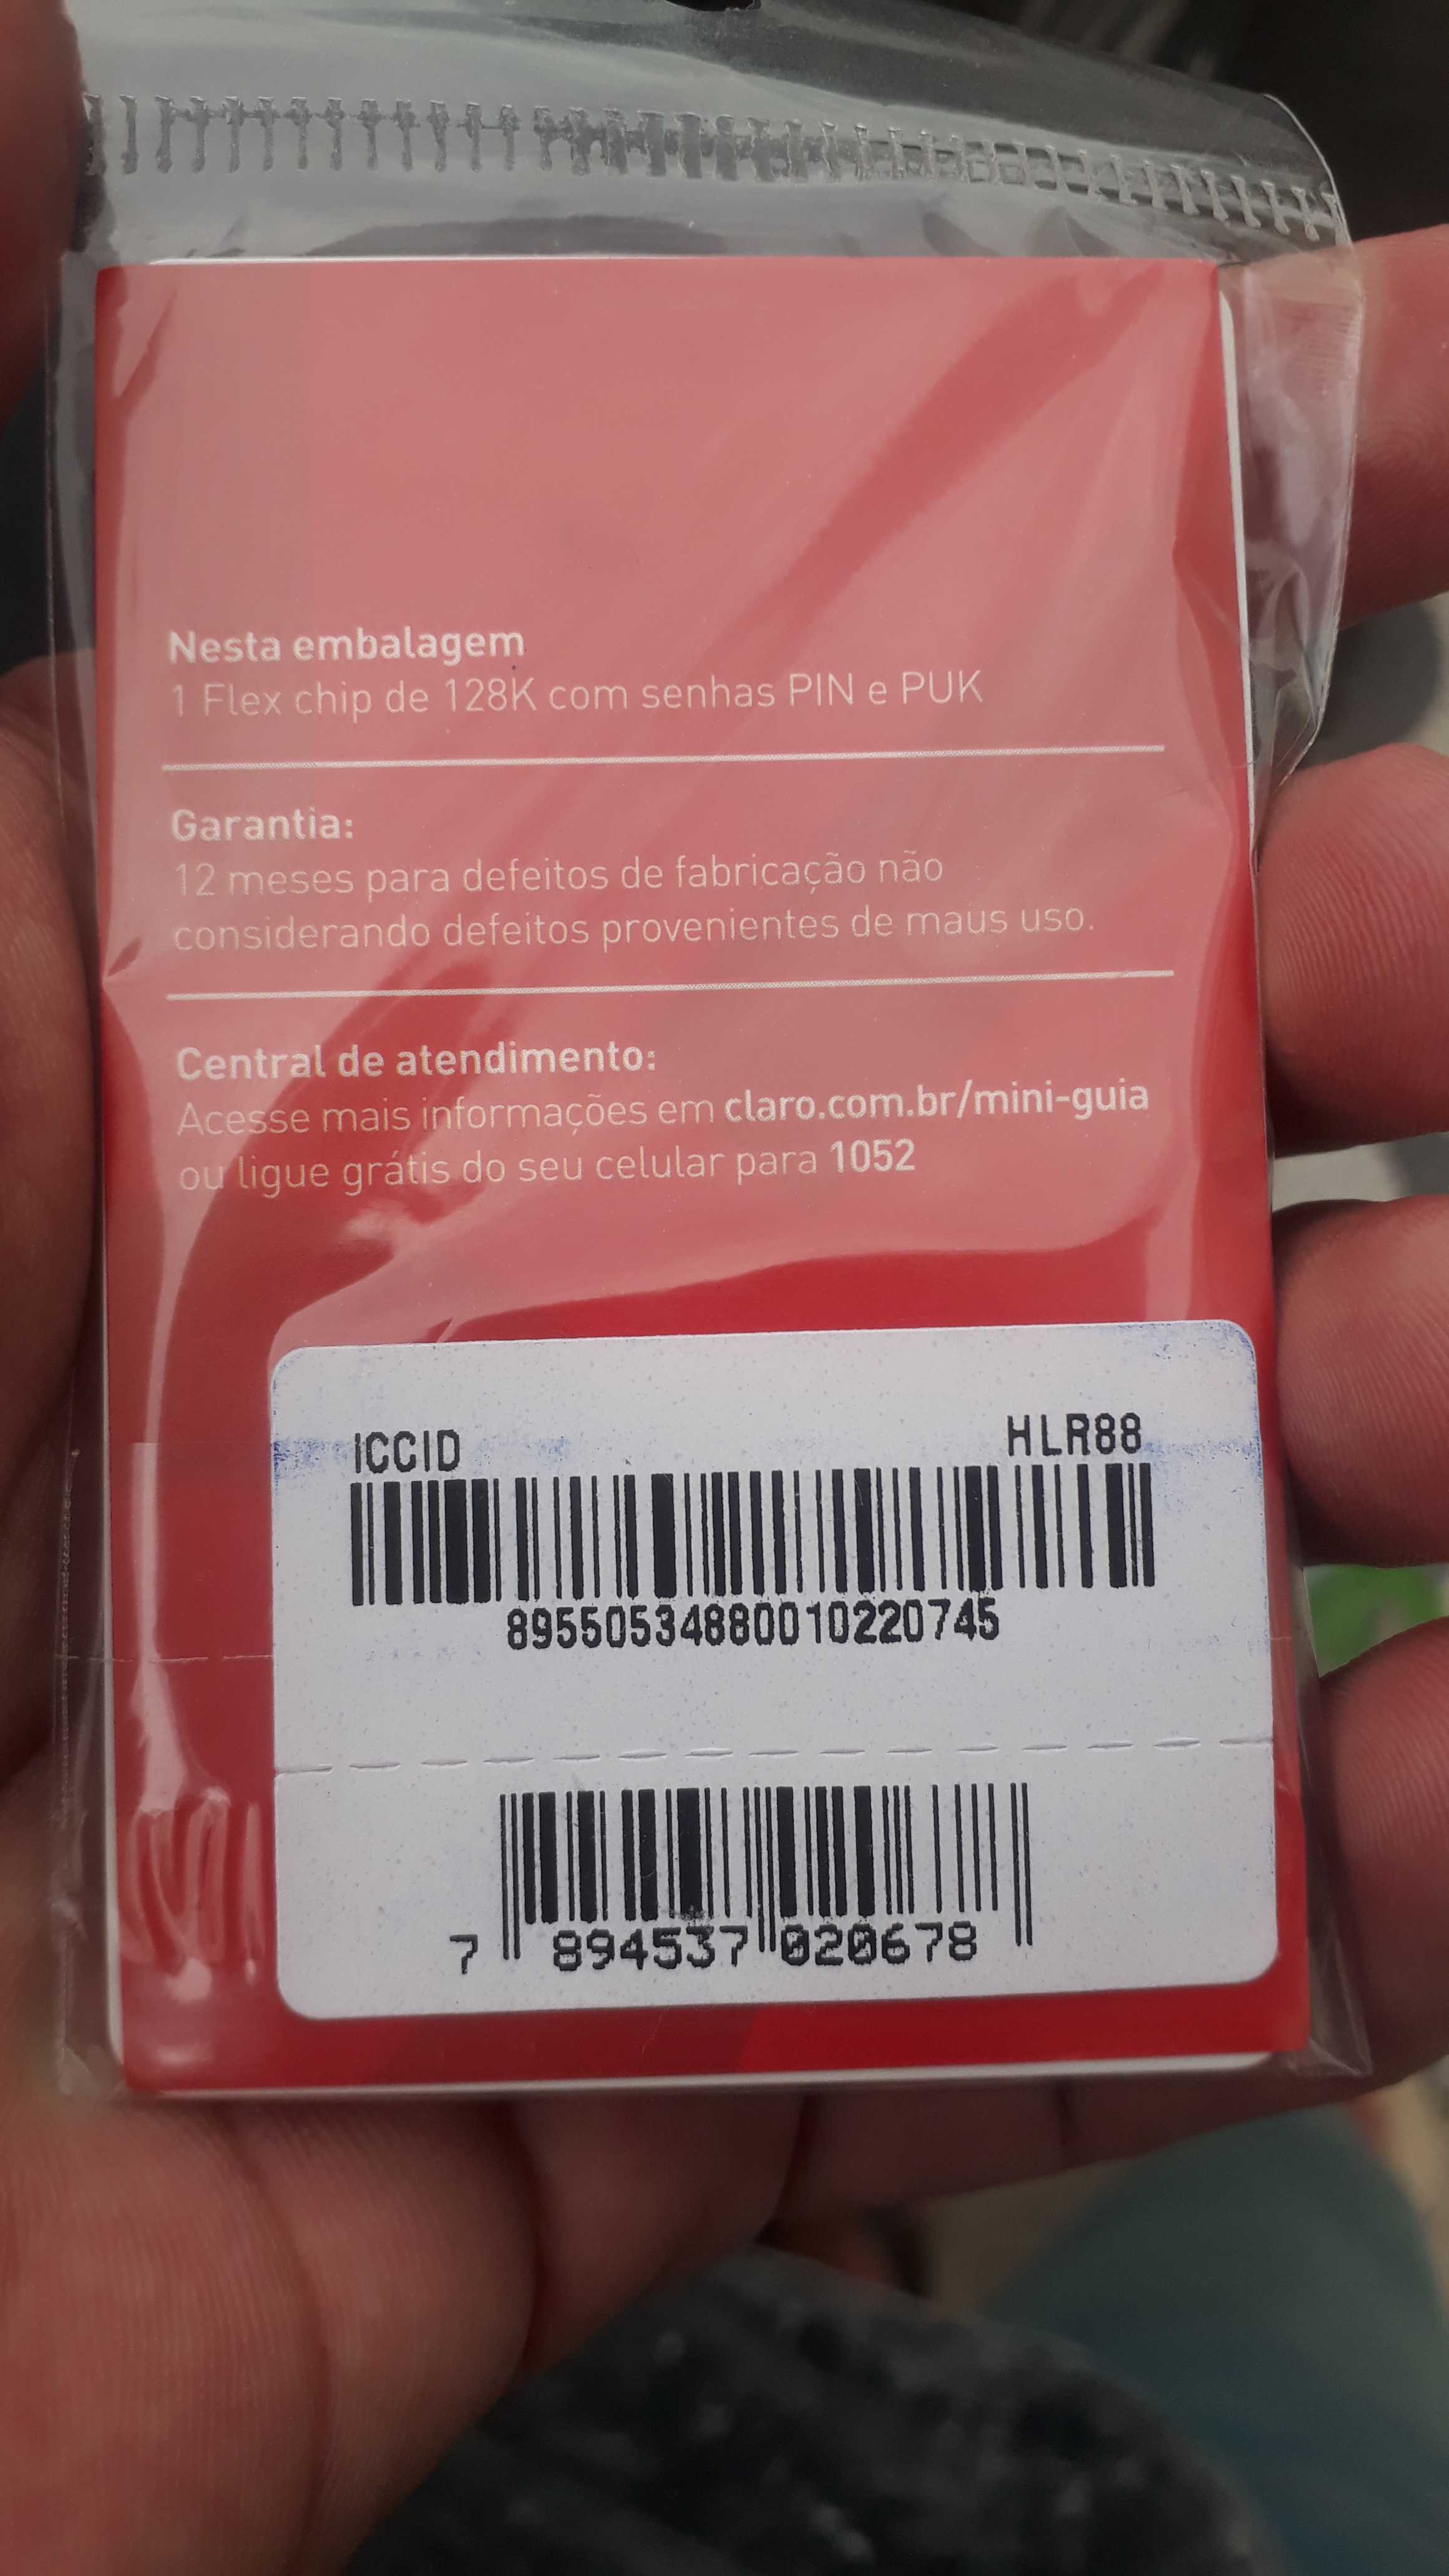 Nesta embalagem
1 Flex chip de 128K com senhas PIN e PUK
Garantia:
12 meses para defeitos de fabricação não
considerando defeitos provenientes de maus uso.
Central de atendimento:
Acesse mais informações em claro.com.br/mini-guia
ou ligue grátis do seu celular para 1052
ICCID HLR88
89550534880010220745
7 894537 020678